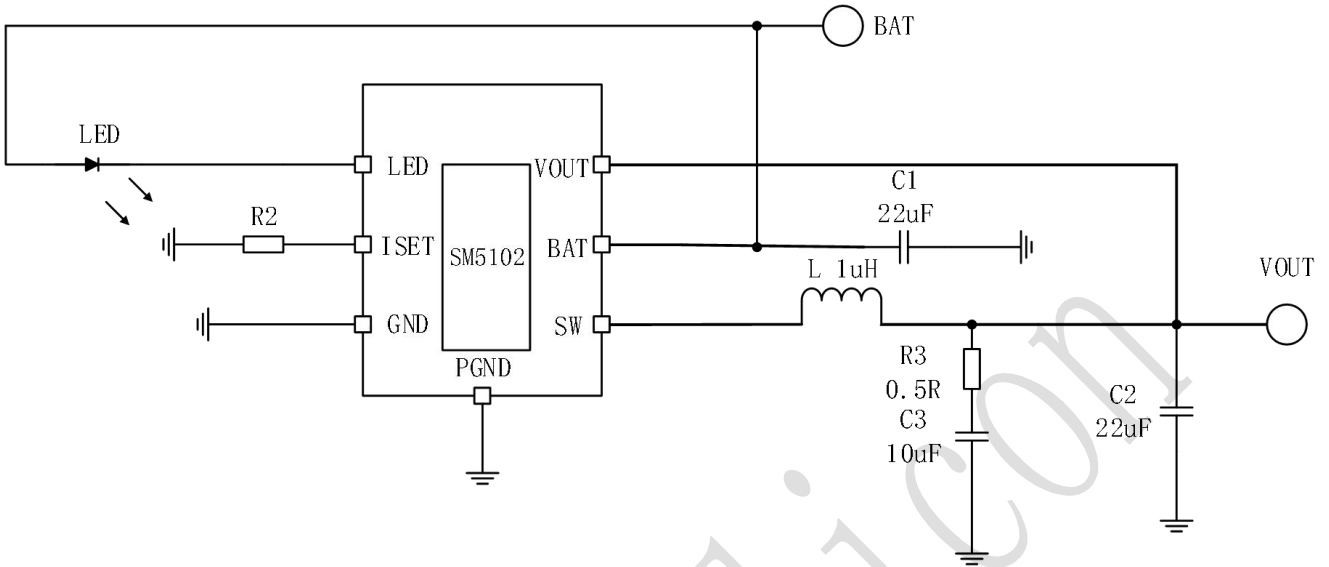 BAT
LED
LED
VOUT
C1
22uF
R2
ISET
SM5102
BAT
L 1uH
VOUT
GND
SW
PGND
R3
0.5R
C3
10uF
C2
22uF